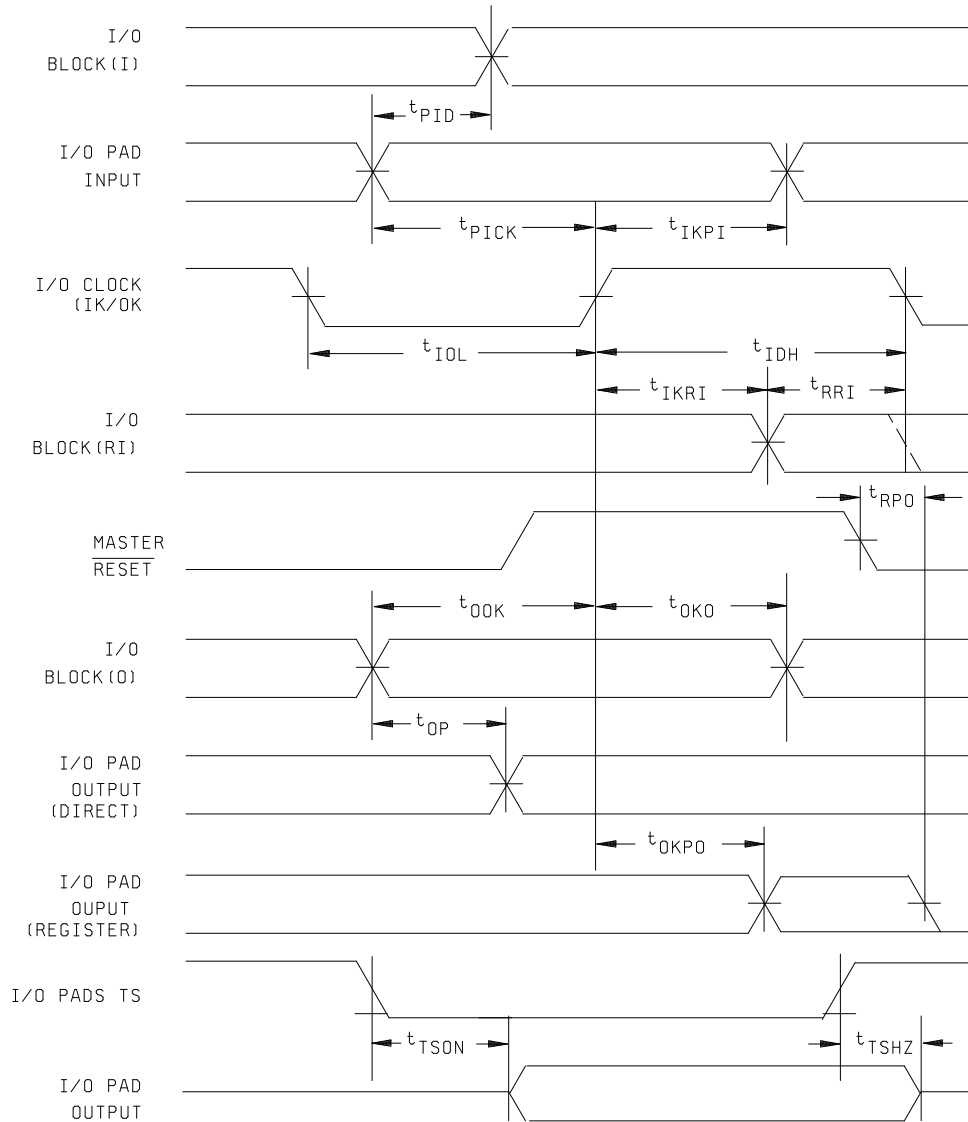 I/O
BLOCK(I)
tPID
I/O PAD
INPUT
tPICK
tIKPI
I/O CLOCK
(IK/OK
tIOL
tIDH
tIKRI
tRRI
I/O
BLOCK(RI)
tRPO
MASTER
RESET
tOOK
tOKO
I/O
BLOCK(O)
tOP
I/O PAD
OUTPUT
(DIRECT)
tOKPO
I/O PAD
OUPUT
(REGISTER)
I/O PADS TS
tTSON
tTSHZ
I/O PAD
OUTPUT